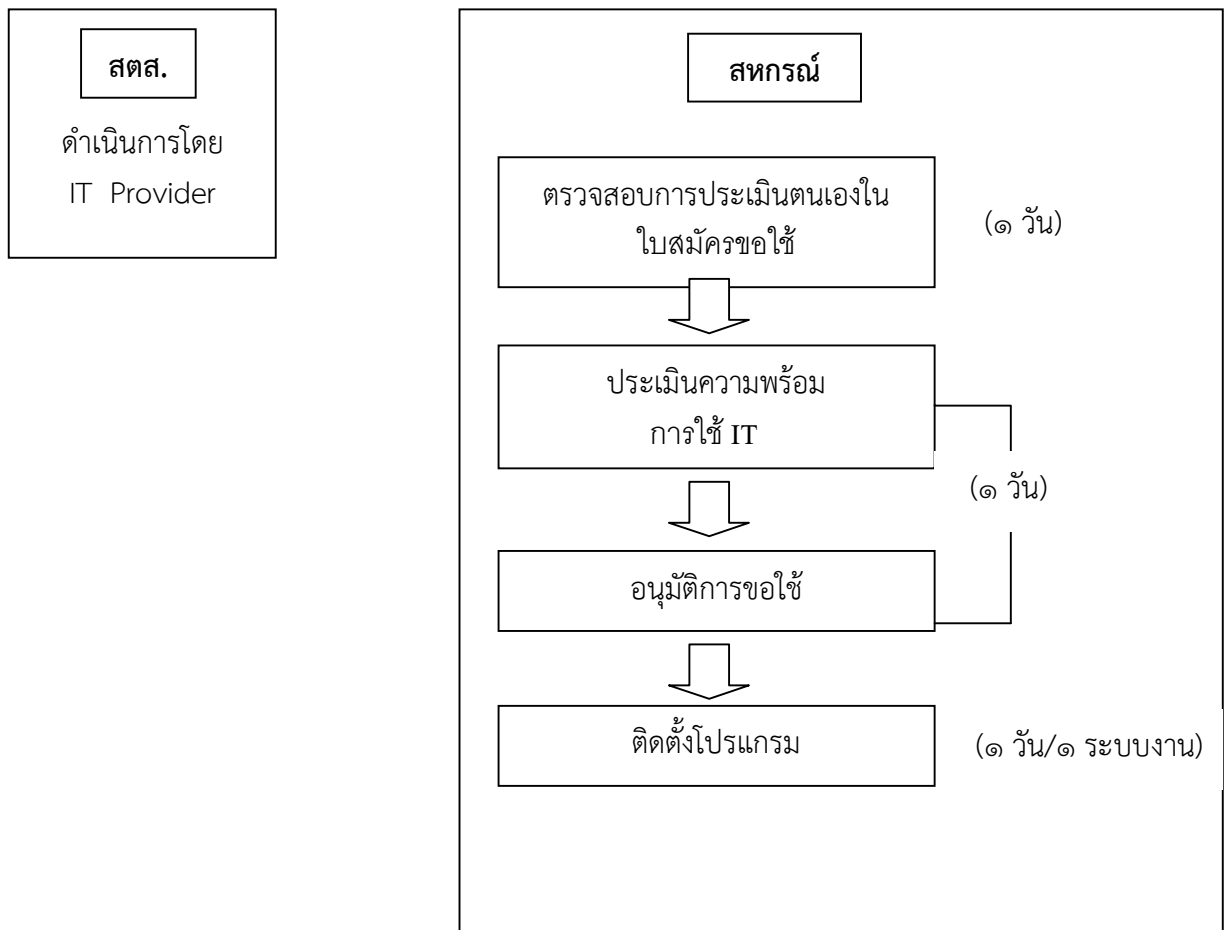 สตส.
ดำเนินการโดย
IT Provider
สหกรณ์
ตรวจสอบการประเมินตนเองใน
ใบสมัครขอใช้
(๑ วัน)
ประเมินความพร้อม
การใช้ IT
(๑ วัน)
อนุมัติการขอใช้
ติดตั้งโปรแกรม
(๑ วัน/๑ ระบบงาน)